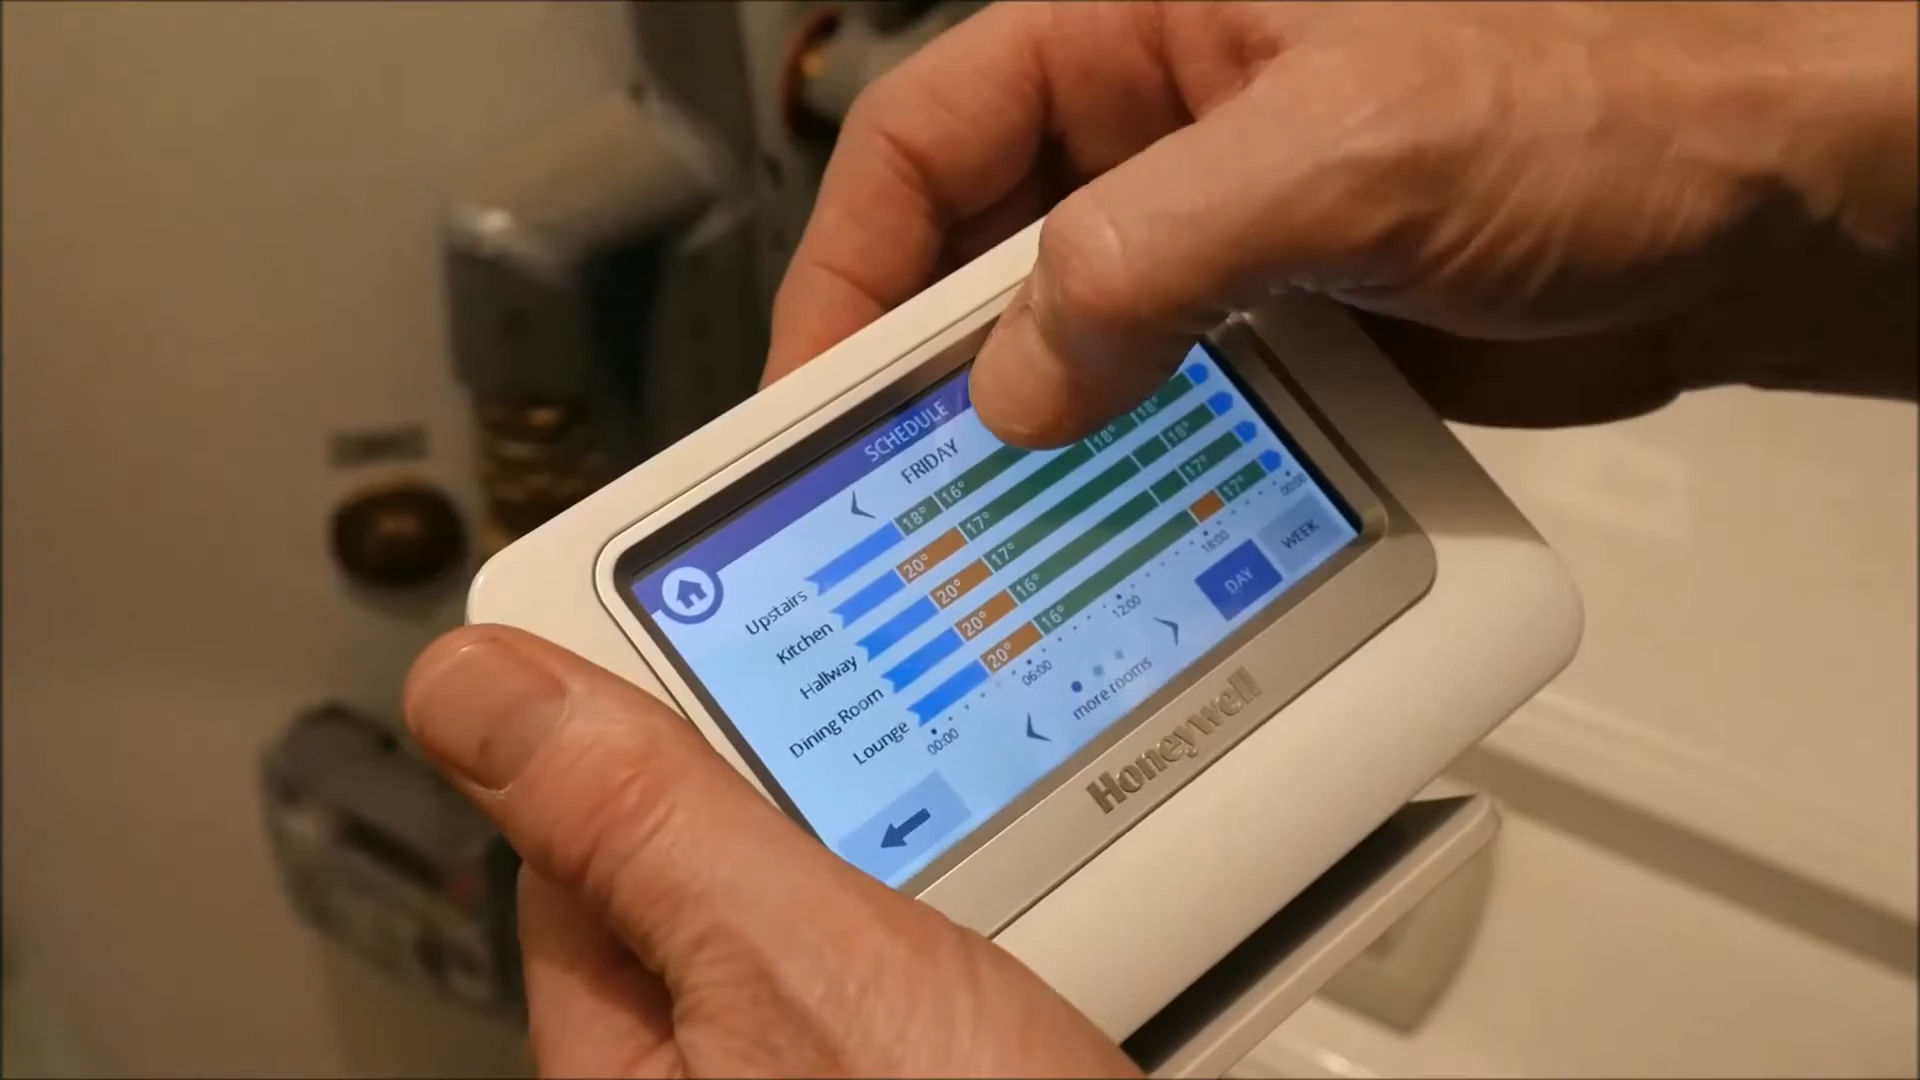 SCHEDULE
FRIDAY
Upstairs 18° 16° 18°
Kitchen 20° 17° 18°
Hallway 20° 17° 18°
Dining Room 20° 16° 17°
Lounge 20° 16° 17°
00:00 06:00 12:00 18:00 00:00
more rooms
DAY WEEK
Honeywell